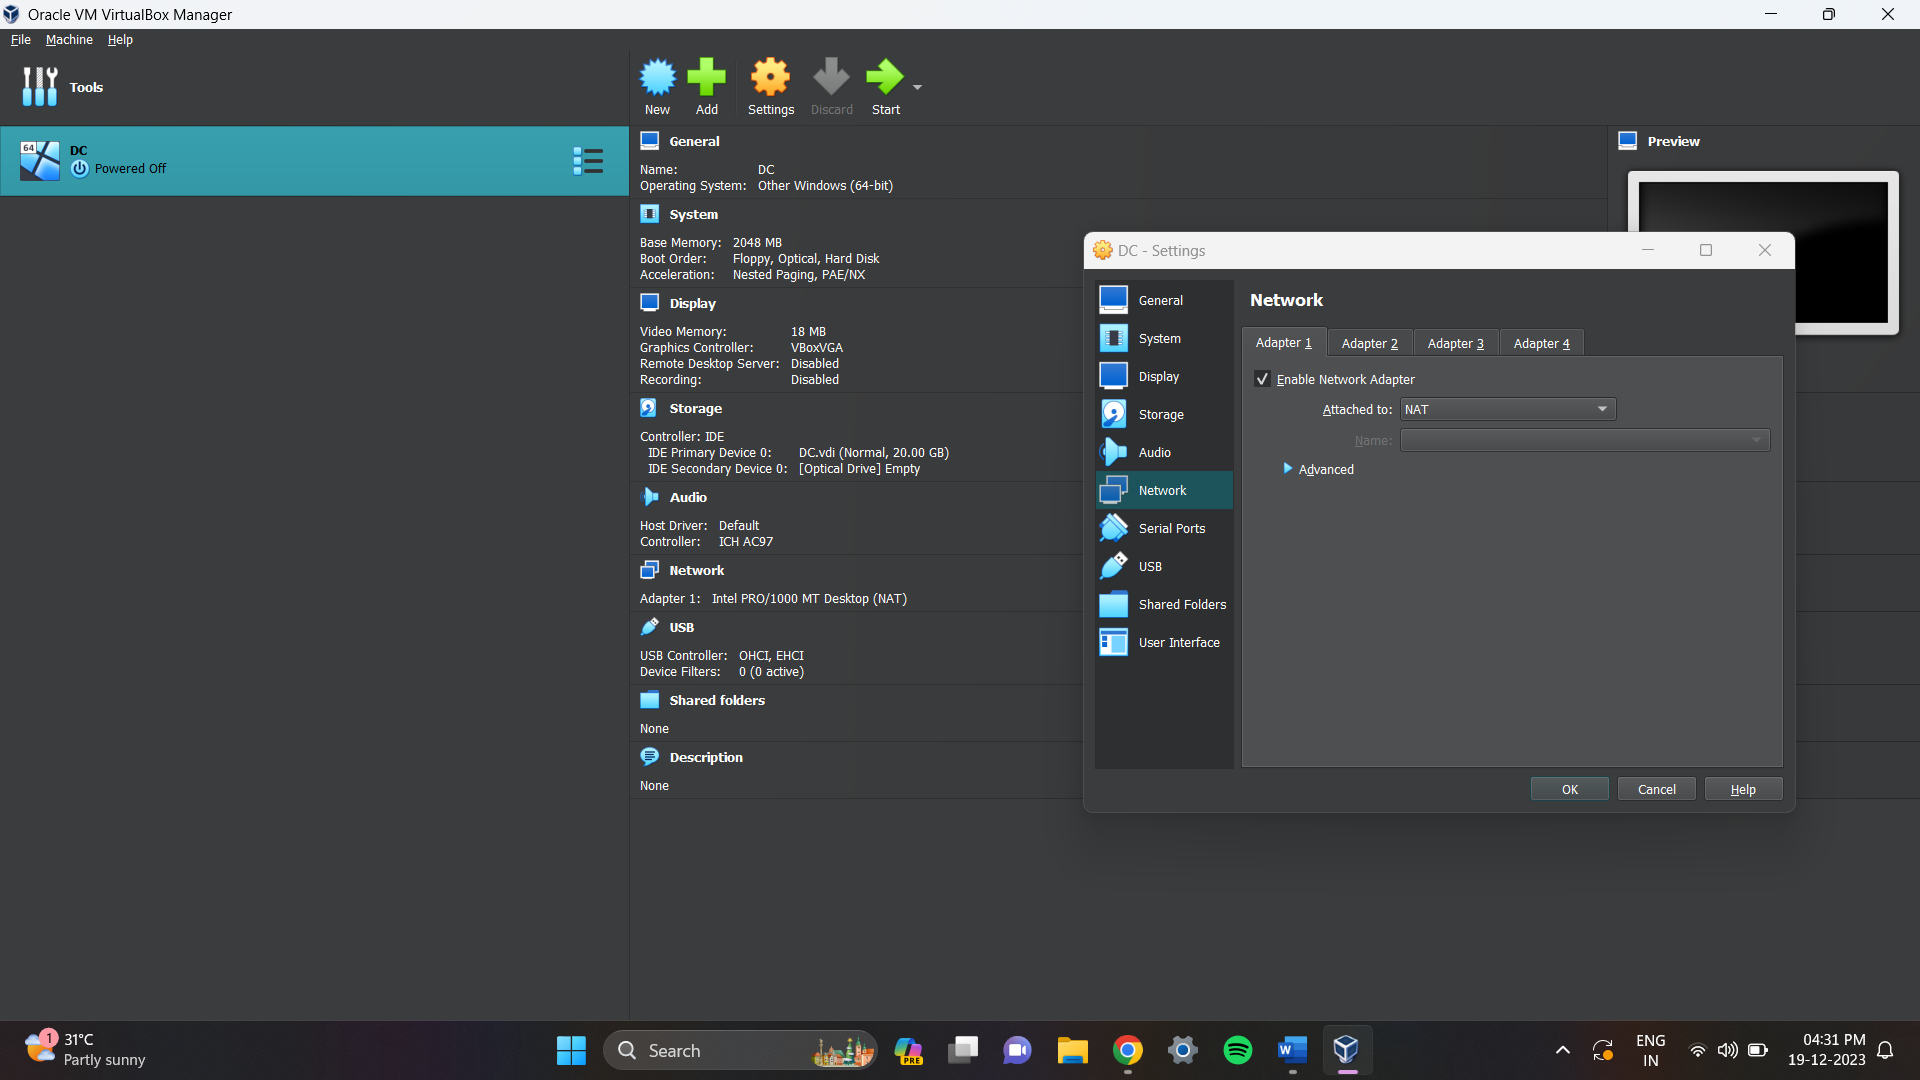 Oracle VM VirtualBox Manager
File Machine Help
Tools
New Add Settings Discard Start
64
DC
Powered Off
General
Name: DC
Operating System: Other Windows (64-bit)
System
Base Memory: 2048 MB
Boot Order: Floppy, Optical, Hard Disk
Acceleration: Nested Paging, PAE/NX
Display
Video Memory: 18 MB
Graphics Controller: VBoxVGA
Remote Desktop Server: Disabled
Recording: Disabled
Storage
Controller: IDE
IDE Primary Device 0: DC.vdi (Normal, 20.00 GB)
IDE Secondary Device 0: [Optical Drive] Empty
Audio
Host Driver: Default
Controller: ICH AC97
Network
Adapter 1: Intel PRO/1000 MT Desktop (NAT)
USB
USB Controller: OHCI, EHCI
Device Filters: 0 (0 active)
Shared folders
None
Description
None
Preview
DC - Settings
General
System
Display
Storage
Audio
Network
Serial Ports
USB
Shared Folders
User Interface
Network
Adapter 1 Adapter 2 Adapter 3 Adapter 4
Enable Network Adapter
Attached to: NAT
Name:
Advanced
OK Cancel Help
1
31°C
Partly sunny
Search
PRE
W
ENG
IN
04:31 PM
19-12-2023